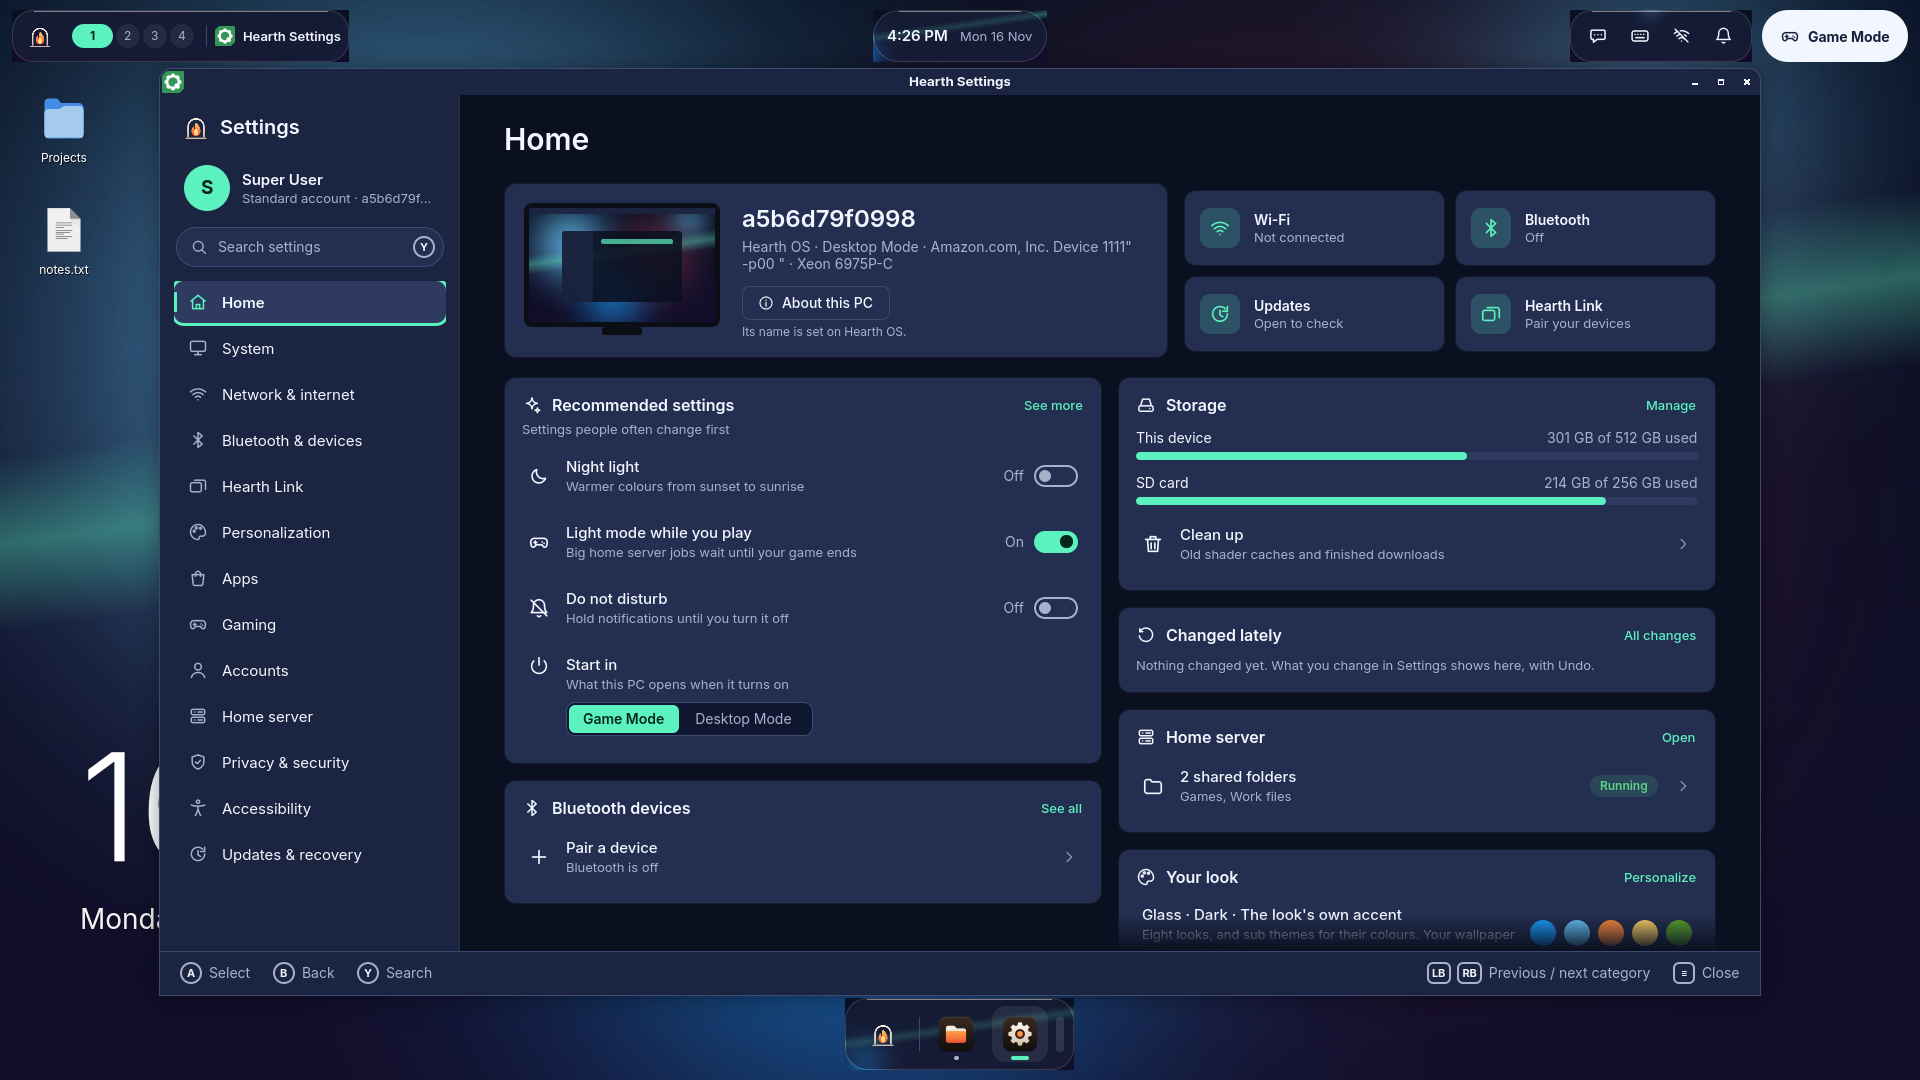 1 2 3 4 Hearth Settings
4:26 PM Mon 16 Nov
Game Mode
Projects
notes.txt
Monda
Hearth Settings
Settings
S
Super User
Standard account · a5b6d79f...
Search settings Y
Home
System
Network & internet
Bluetooth & devices
Hearth Link
Personalization
Apps
Gaming
Accounts
Home server
Privacy & security
Accessibility
Updates & recovery
Home
a5b6d79f0998
Hearth OS · Desktop Mode · Amazon.com, Inc. Device 1111"
-p00 " · Xeon 6975P-C
About this PC
Its name is set on Hearth OS.
Wi-Fi
Not connected
Bluetooth
Off
Updates
Open to check
Hearth Link
Pair your devices
Recommended settings See more
Settings people often change first
Night light
Warmer colours from sunset to sunrise
Off
Light mode while you play
Big home server jobs wait until your game ends
On
Do not disturb
Hold notifications until you turn it off
Off
Start in
What this PC opens when it turns on
Game Mode Desktop Mode
Bluetooth devices See all
Pair a device
Bluetooth is off
Storage Manage
This device 301 GB of 512 GB used
SD card 214 GB of 256 GB used
Clean up
Old shader caches and finished downloads
Changed lately All changes
Nothing changed yet. What you change in Settings shows here, with Undo.
Home server Open
2 shared folders
Games, Work files
Running
Your look Personalize
Glass · Dark · The look's own accent
Eight looks, and sub themes for their colours. Your wallpaper
A Select B Back Y Search
LB RB Previous / next category ≡ Close